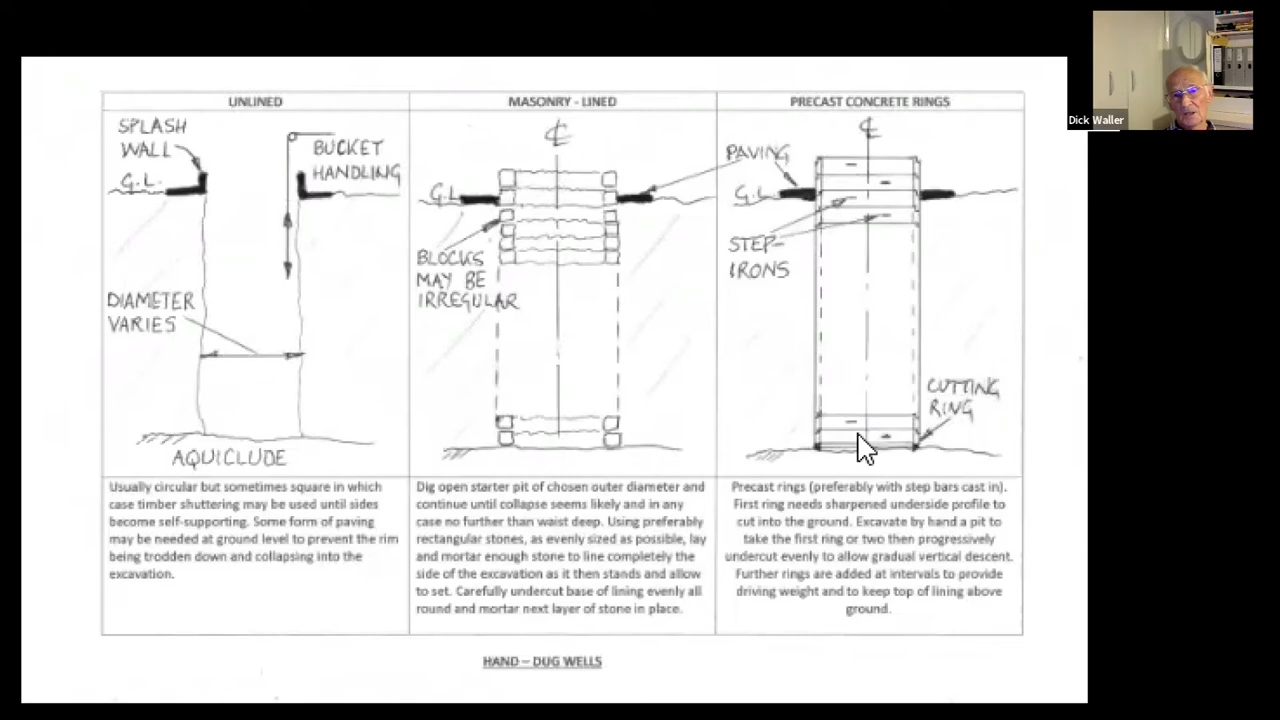 UNLINED
SPLASH
WALL
G.L.
BUCKET
HANDLING
DIAMETER
VARIES
AQUICLUDE
Usually circular but sometimes square in which
case timber shuttering may be used until sides
become self-supporting. Some form of paving
may be needed at ground level to prevent the rim
being trodden down and collapsing into the
excavation.
MASONRY - LINED
℄
G.L
BLOCKS
MAY BE
IRREGULAR
Dig open starter pit of chosen outer diameter and
continue until collapse seems likely and in any
case no further than waist deep. Using preferably
rectangular stones, as evenly sized as possible, lay
and mortar enough stone to line completely the
side of the excavation as it then stands and allow
to set. Carefully undercut base of lining evenly all
round and mortar next layer of stone in place.
PRECAST CONCRETE RINGS
℄
PAVING
G.L
STEP-
IRONS
CUTTING
RING
Precast rings (preferably with step bars cast in).
First ring needs sharpened underside profile to
cut into the ground. Excavate by hand a pit to
take the first ring or two then progressively
undercut evenly to allow gradual vertical descent.
Further rings are added at intervals to provide
driving weight and to keep top of lining above
ground.
HAND – DUG WELLS
Dick Waller